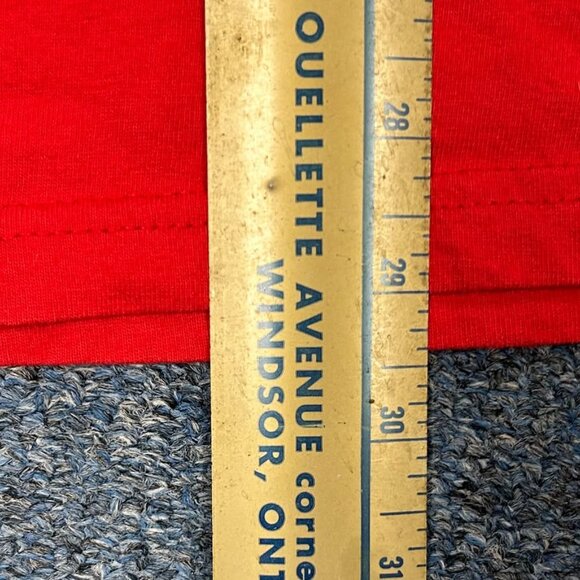 OUELLETTE AVENUE corne
WINDSOR, ONT
28
29
30
31